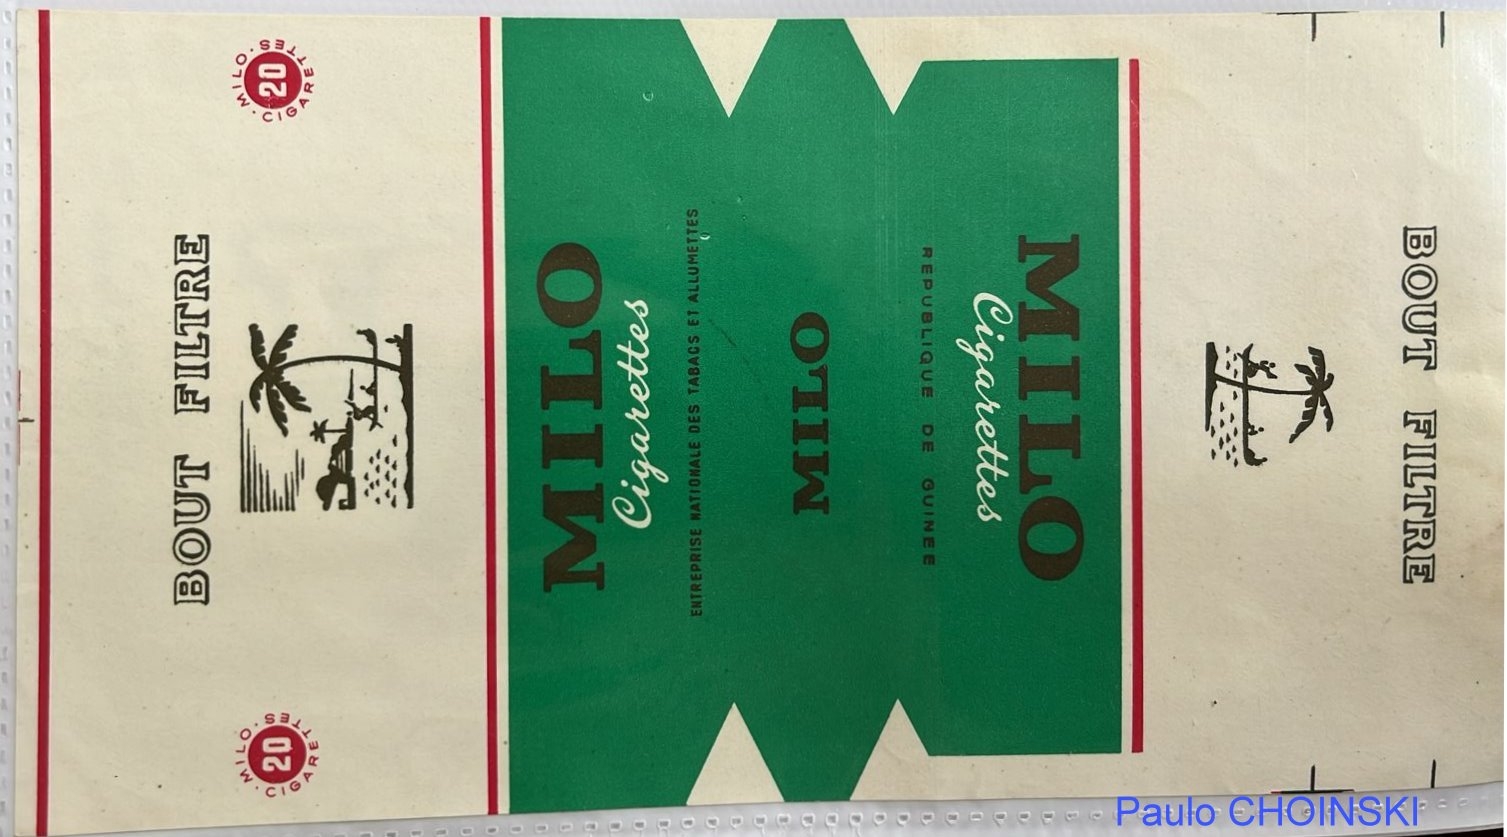 MILO · CIGARETTES ·
20
BOUT FILTRE
MILO · CIGARETTES ·
20
MILO
Cigarettes
ENTREPRISE NATIONALE DES TABACS ET ALLUMETTES
MILO
REPUBLIQUE DE GUINEE
Cigarettes
MILO
BOUT FILTRE
Paulo CHOINSKI